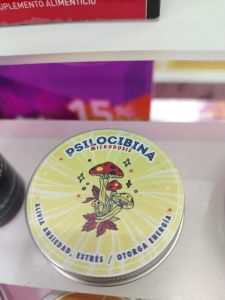 SUPLEMENTO ALIMENTICIO
15%
PSILOCIBINA
MICRODOSIS
ALIVIA ANSIEDAD, ESTRÉS / OTORGA ENERGÍA